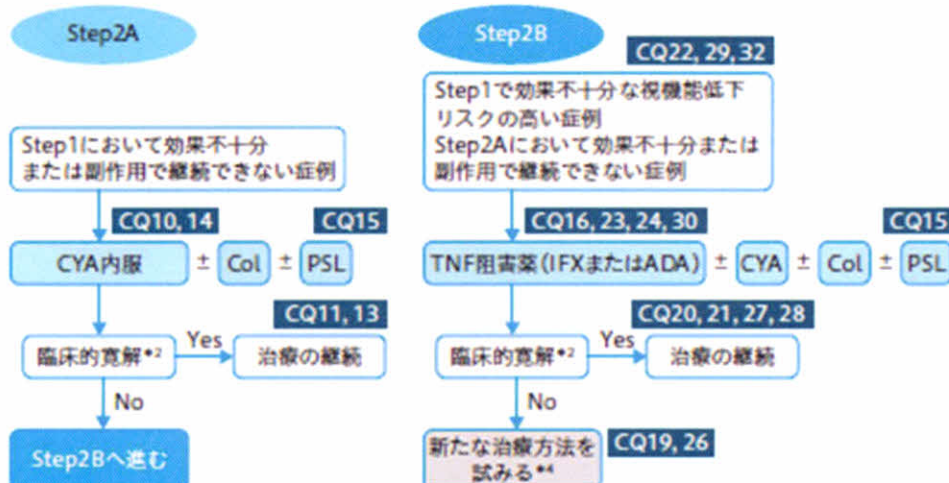 Step2A
Step1において効果不十分
または副作用で継続できない症例
CQ10, 14
CQ15
CYA内服 ± Col ± PSL
CQ11, 13
臨床的寛解*2
Yes
治療の継続
No
Step2Bへ進む
Step2B
CQ22, 29, 32
Step1で効果不十分な視機能低下
リスクの高い症例
Step2Aにおいて効果不十分または
副作用で継続できない症例
CQ16, 23, 24, 30
CQ15
TNF阻害薬(IFXまたはADA) ± CYA ± Col ± PSL
CQ20, 21, 27, 28
臨床的寛解*2
Yes
治療の継続
No
新たな治療方法を
試みる*4
CQ19, 26